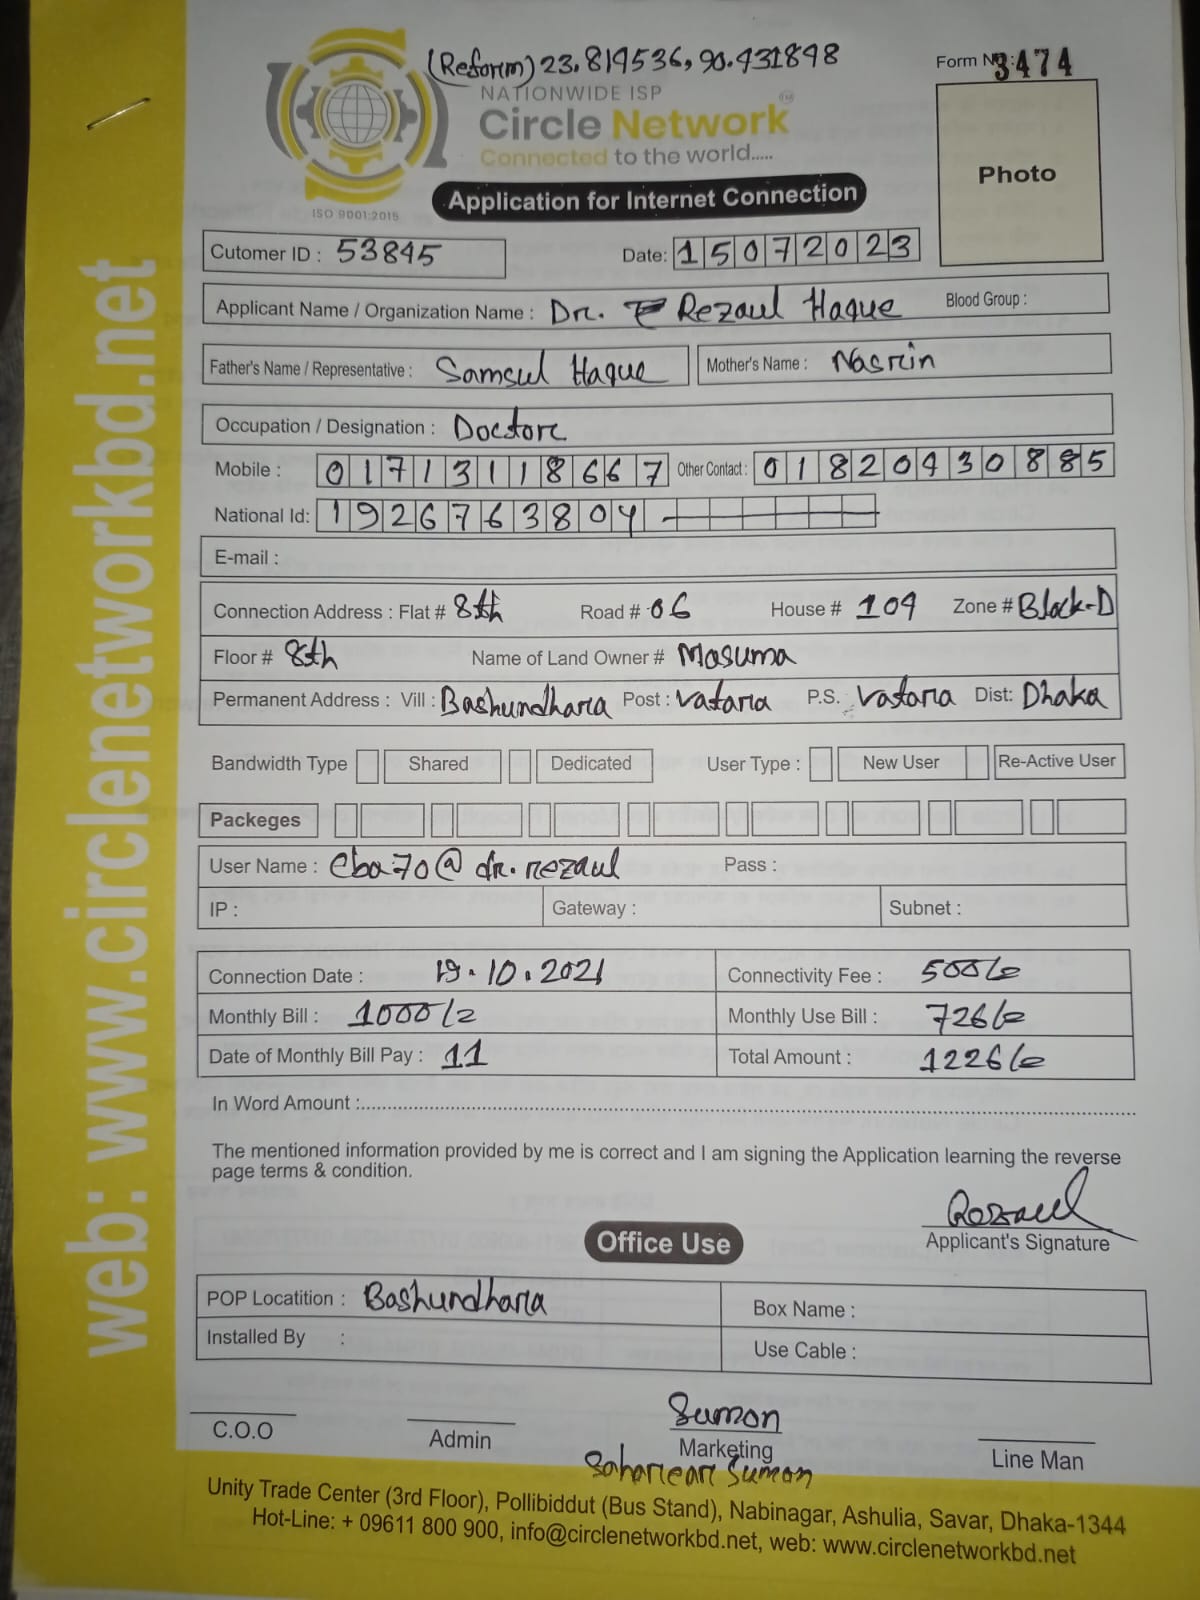 (Reform) 23.819536, 90.431898
Form No: 3474
NATIONWIDE ISP
Circle Network TM
Connected to the world.....
Photo
ISO 9001:2015
Application for Internet Connection
Cutomer ID : 53845
Date: 15072023
Applicant Name / Organization Name : Dr. Rezaul Haque Blood Group :
Father's Name / Representative : Samsul Haque Mother's Name : Nasrin
Occupation / Designation : Doctor
Mobile : 01713118667 Other Contact : 01820430885
National Id: 1926763804
E-mail :
Connection Address : Flat # 8th Road # 06 House # 109 Zone # Block-D
Floor # 8th Name of Land Owner # Masuma
Permanent Address : Vill : Bashundhara Post : Vatara P.S. Vatara Dist: Dhaka
Bandwidth Type Shared Dedicated User Type : New User Re-Active User
Packeges
User Name : cba70@dr.rezaul Pass :
IP : Gateway : Subnet :
Connection Date : 19.10.2021 Connectivity Fee : 500/=
Monthly Bill : 1000/= Monthly Use Bill : 726/=
Date of Monthly Bill Pay : 11 Total Amount : 1226/=
In Word Amount :
The mentioned information provided by me is correct and I am signing the Application learning the reverse
page terms & condition.
Rezaul
Applicant's Signature
Office Use
POP Locatition : Bashundhara Box Name :
Installed By : Use Cable :
Sumon
C.O.O Admin Marketing Line Man
Sahariear Sumon
Unity Trade Center (3rd Floor), Pollibiddut (Bus Stand), Nabinagar, Ashulia, Savar, Dhaka-1344
Hot-Line: + 09611 800 900, info@circlenetworkbd.net, web: www.circlenetworkbd.net
web: www.circlenetworkbd.net